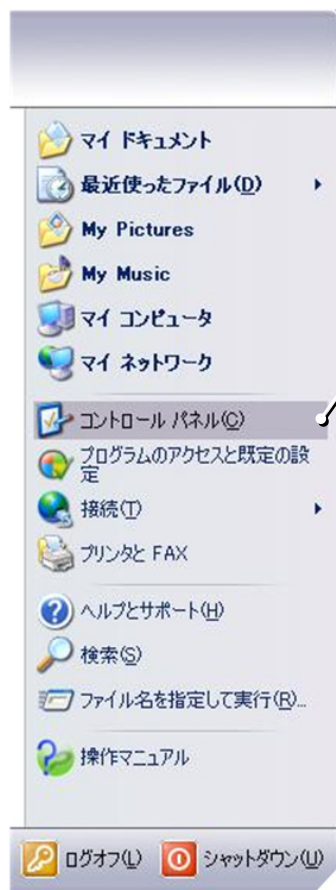 マイ ドキュメント
最近使ったファイル(D)
My Pictures
My Music
マイ コンピュータ
マイ ネットワーク
コントロール パネル(C)
プログラムのアクセスと既定の設
定
接続(T)
プリンタと FAX
ヘルプとサポート(H)
検索(S)
ファイル名を指定して実行(R)...
操作マニュアル
ログオフ(L) シャットダウン(U)